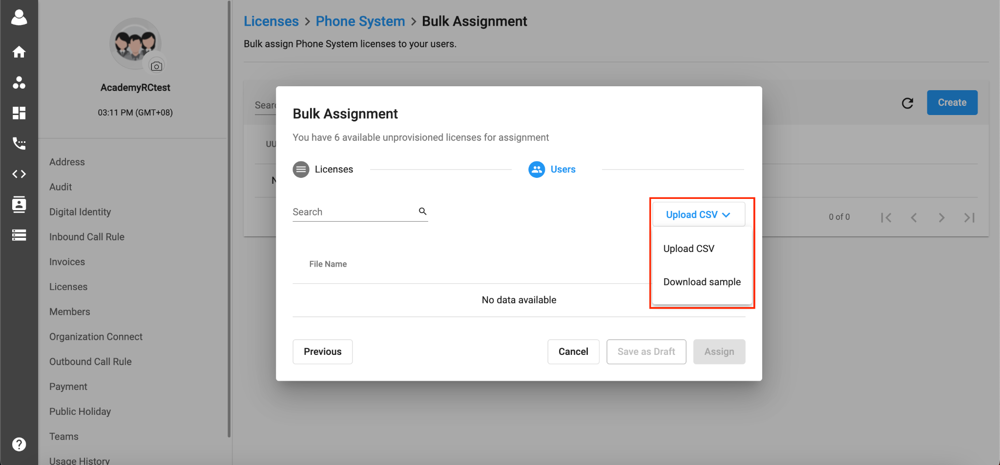 AcademyRCtest
03:11 PM (GMT+08)
Address
Audit
Digital Identity
Inbound Call Rule
Invoices
Licenses
Members
Organization Connect
Outbound Call Rule
Payment
Public Holiday
Teams
Usage History
Licenses > Phone System > Bulk Assignment
Bulk assign Phone System licenses to your users.
Create
0 of 0
Bulk Assignment
You have 6 available unprovisioned licenses for assignment
Licenses
Users
Search
Upload CSV
Upload CSV
Download sample
File Name
No data available
Previous
Cancel
Save as Draft
Assign